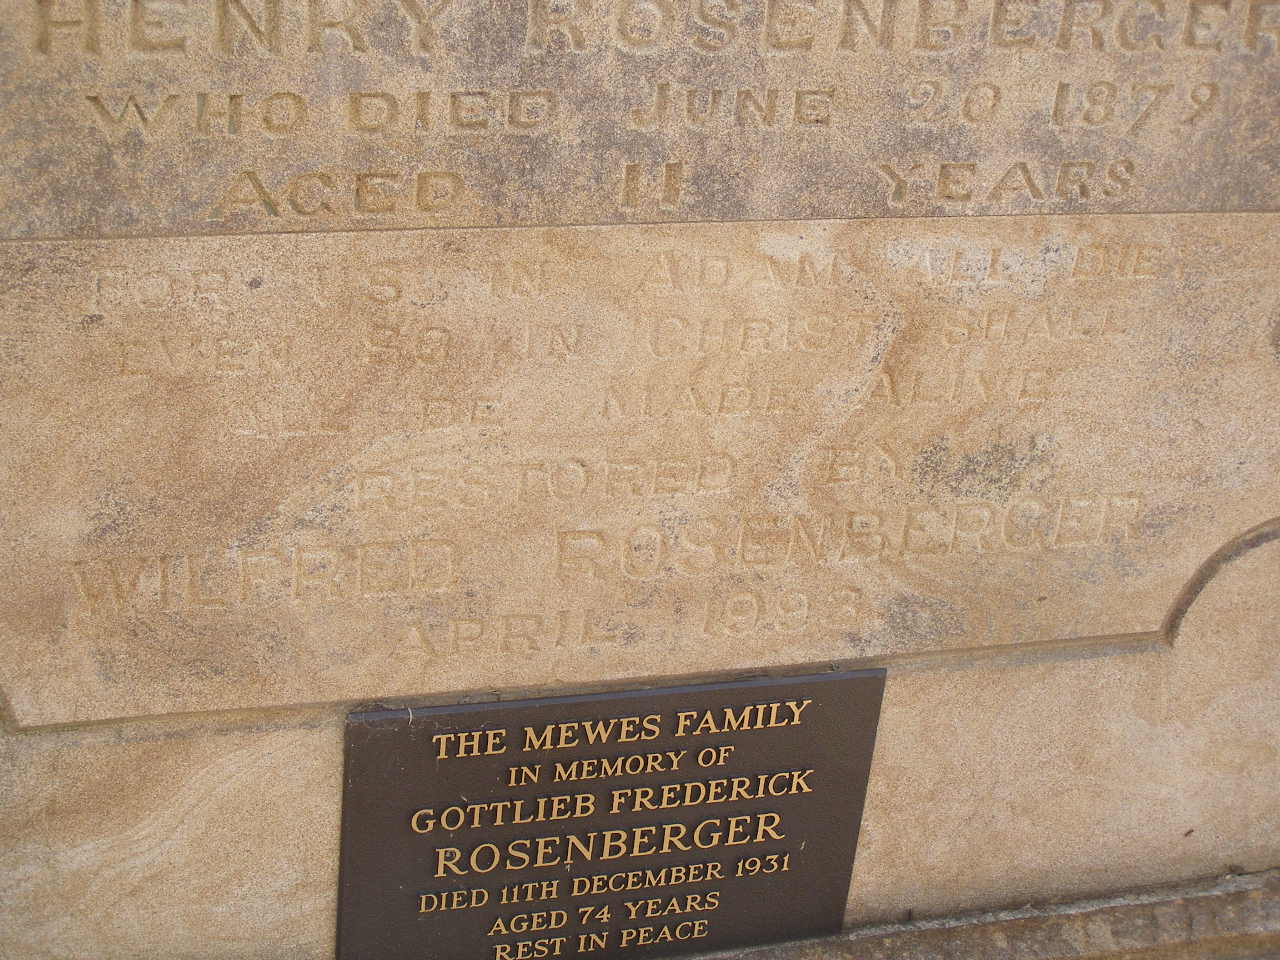 HENRY ROSENBERGER
WHO DIED JUNE 20 1879
AGED 11 YEARS
FOR US IN ADAM ALL DIE,
EVEN SO IN CHRIST SHALL
ALL BE MADE ALIVE
RESTORED BY
WILFRED ROSENBERGER
APRIL 1993
THE MEWES FAMILY
IN MEMORY OF
GOTTLIEB FREDERICK
ROSENBERGER
DIED 11TH DECEMBER 1931
AGED 74 YEARS
REST IN PEACE